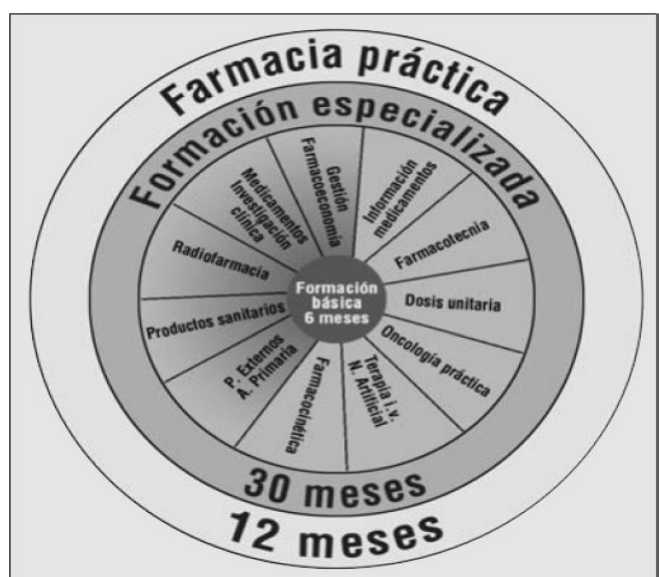 Farmacia práctica
Formación especializada
Gestión
Farmacoeconomía
Información
medicamentos
Farmacotecnia
Dosis unitaria
Oncología práctica
Terapia i.v.
N. Artificial
Farmacocinética
P. Externos
A. Primaria
Productos sanitarios
Radiofarmacia
Medicamentos
Investigación
clínica
Formación
básica
6 meses
30 meses
12 meses